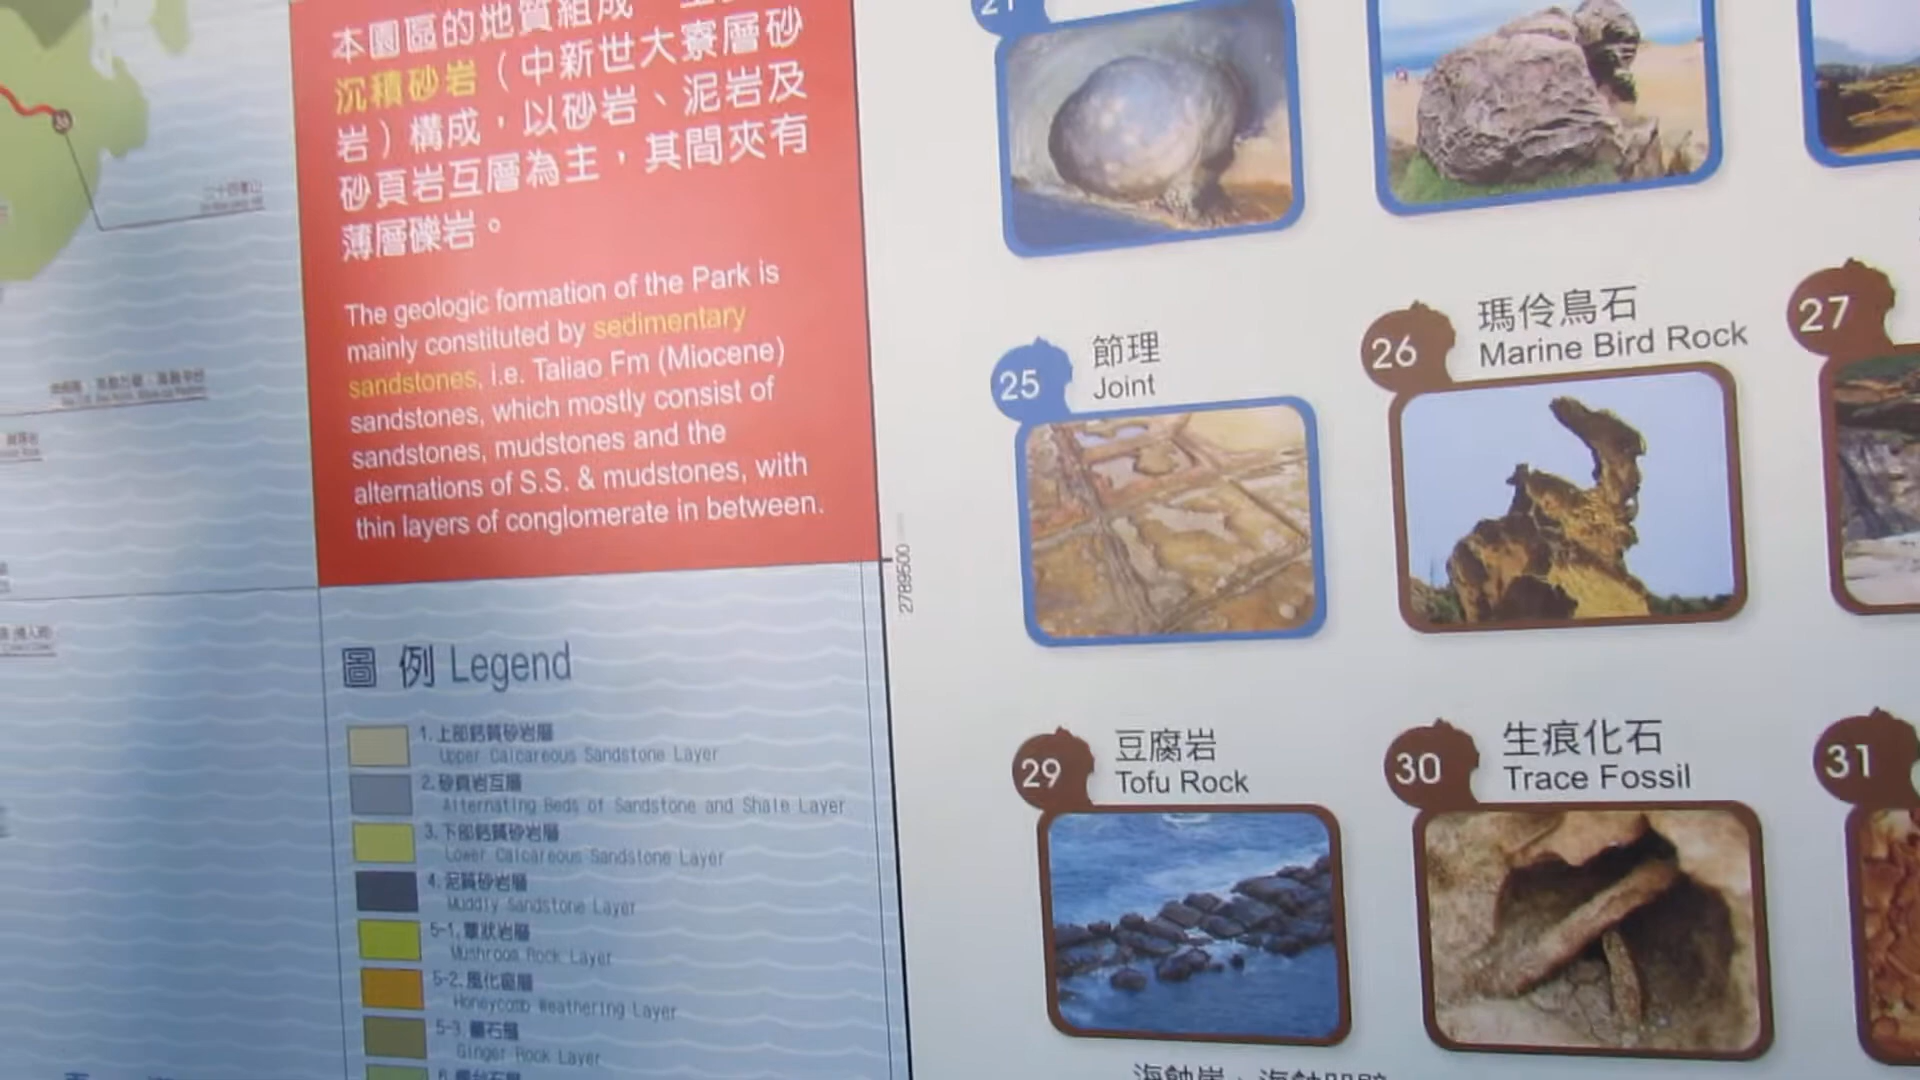 本園區的地質組成
沉積砂岩（中新世大寮層砂
岩）構成，以砂岩、泥岩及
砂頁岩互層為主，其間夾有
薄層礫岩。
The geologic formation of the Park is
mainly constituted by sedimentary
sandstones, i.e. Taliao Fm (Miocene)
sandstones, which mostly consist of
sandstones, mudstones and the
alternations of S.S. & mudstones, with
thin layers of conglomerate in between.
2789500
圖 例 Legend
1.上部鈣質砂岩層
Upper Calcareous Sandstone Layer
2.砂頁岩互層
Alternating Beds of Sandstone and Shale Layer
3.下部鈣質砂岩層
Lower Calcareous Sandstone Layer
4.泥質砂岩層
Muddy Sandstone Layer
5-1.蕈狀岩層
Mushroom Rock Layer
5-2.風化窗層
Honeycomb Weathering Layer
5-3.薑石層
Ginger Rock Layer
21
25
節理
Joint
26
瑪伶鳥石
Marine Bird Rock
27
29
豆腐岩
Tofu Rock
30
生痕化石
Trace Fossil
31